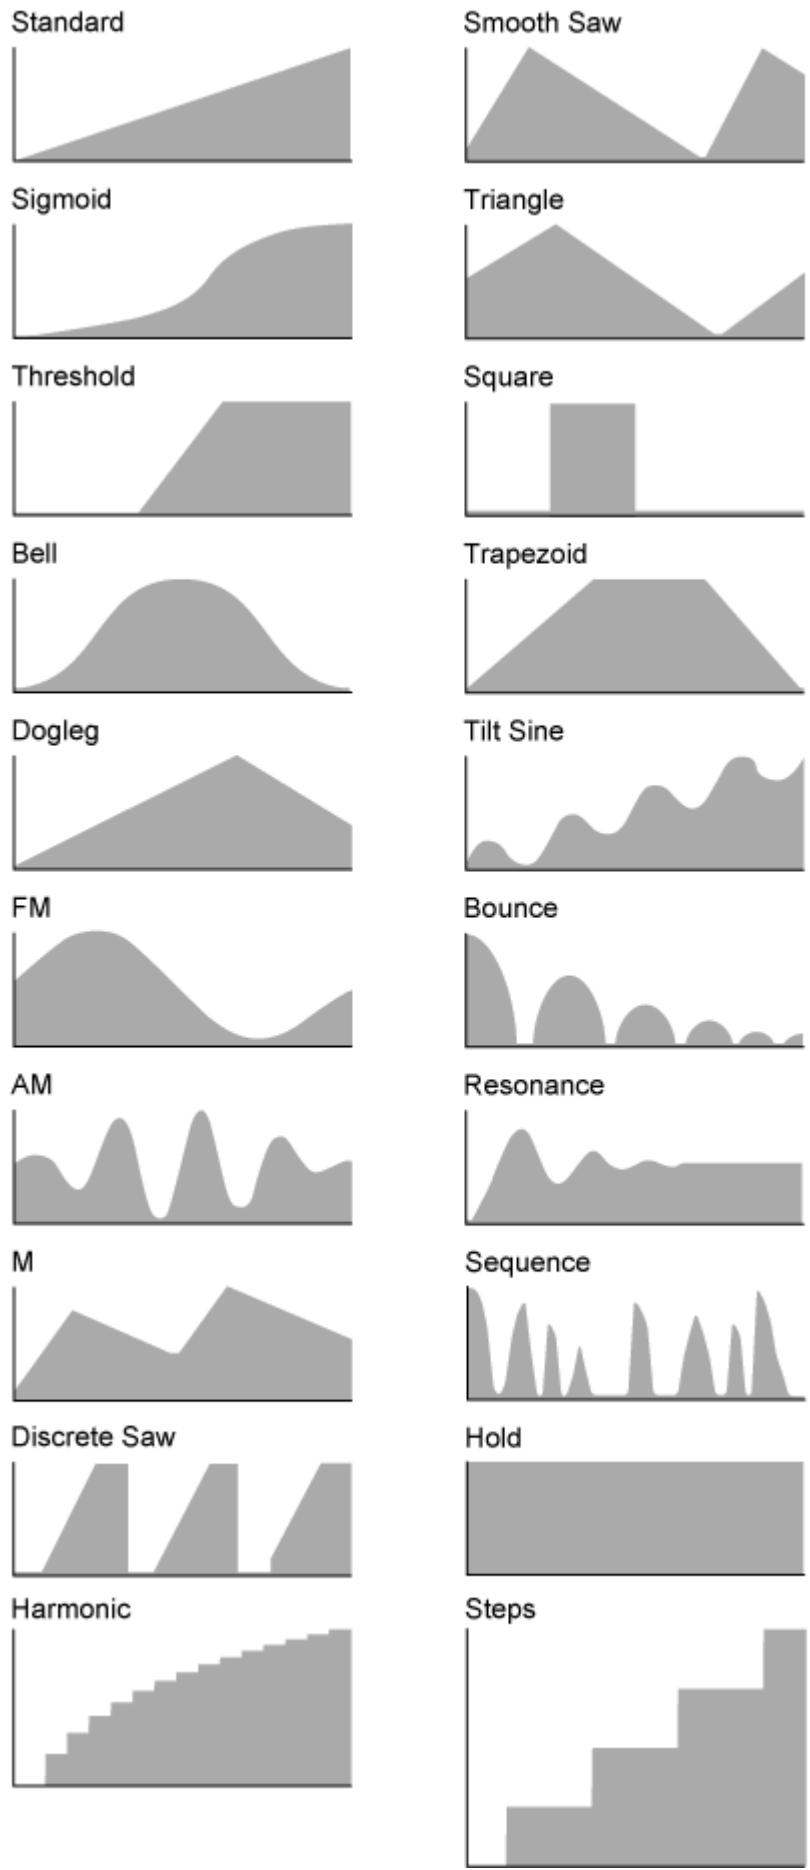 Standard
Smooth Saw
Sigmoid
Triangle
Threshold
Square
Bell
Trapezoid
Dogleg
Tilt Sine
FM
Bounce
AM
Resonance
M
Sequence
Discrete Saw
Hold
Harmonic
Steps